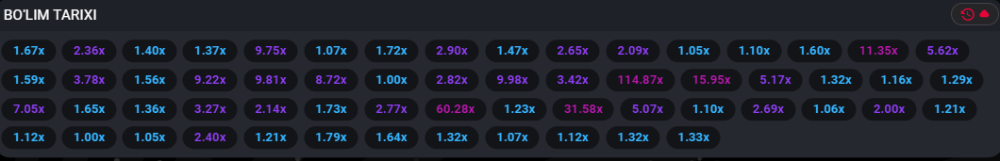 BO'LIM TARIXI
1.67x 2.36x 1.40x 1.37x 9.75x 1.07x 1.72x 2.90x 1.47x 2.65x 2.09x 1.05x 1.10x 1.60x 11.35x 5.62x
1.59x 3.78x 1.56x 9.22x 9.81x 8.72x 1.00x 2.82x 9.98x 3.42x 114.87x 15.95x 5.17x 1.32x 1.16x 1.29x
7.05x 1.65x 1.36x 3.27x 2.14x 1.73x 2.77x 60.28x 1.23x 31.58x 5.07x 1.10x 2.69x 1.06x 2.00x 1.21x
1.12x 1.00x 1.05x 2.40x 1.21x 1.79x 1.64x 1.32x 1.07x 1.12x 1.32x 1.33x